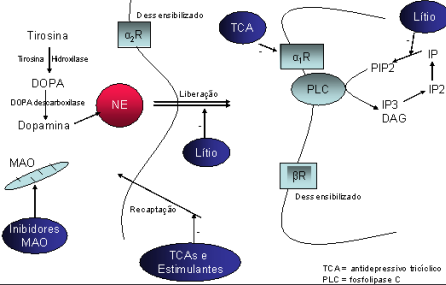 Dessensibilizado
α2R
Tirosina
Tirosina Hidroxilase
DOPA
DOPA descarboxilase
Dopamina
NE
Liberação
-
Lítio
MAO
Inibidores
MAO
Recaptação
-
TCAs e
Estimulantes
TCA
-
α1R
PLC
Lítio
-
PIP2
IP
IP2
IP3
DAG
βR
Dessensibilizado
TCA = antidepressivo tricíclico
PLC = fosfolipase C